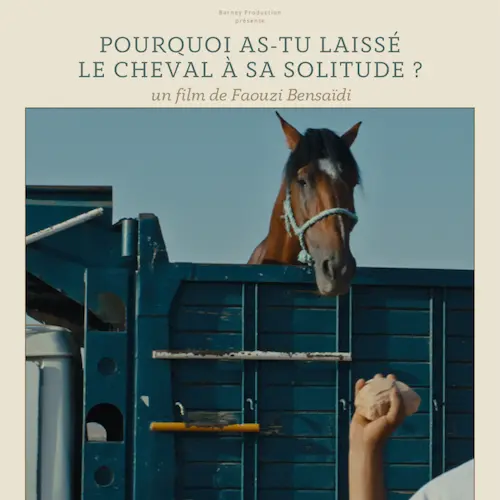 Barney Production
présente
POURQUOI AS-TU LAISSÉ
LE CHEVAL À SA SOLITUDE ?
un film de Faouzi Bensaïdi